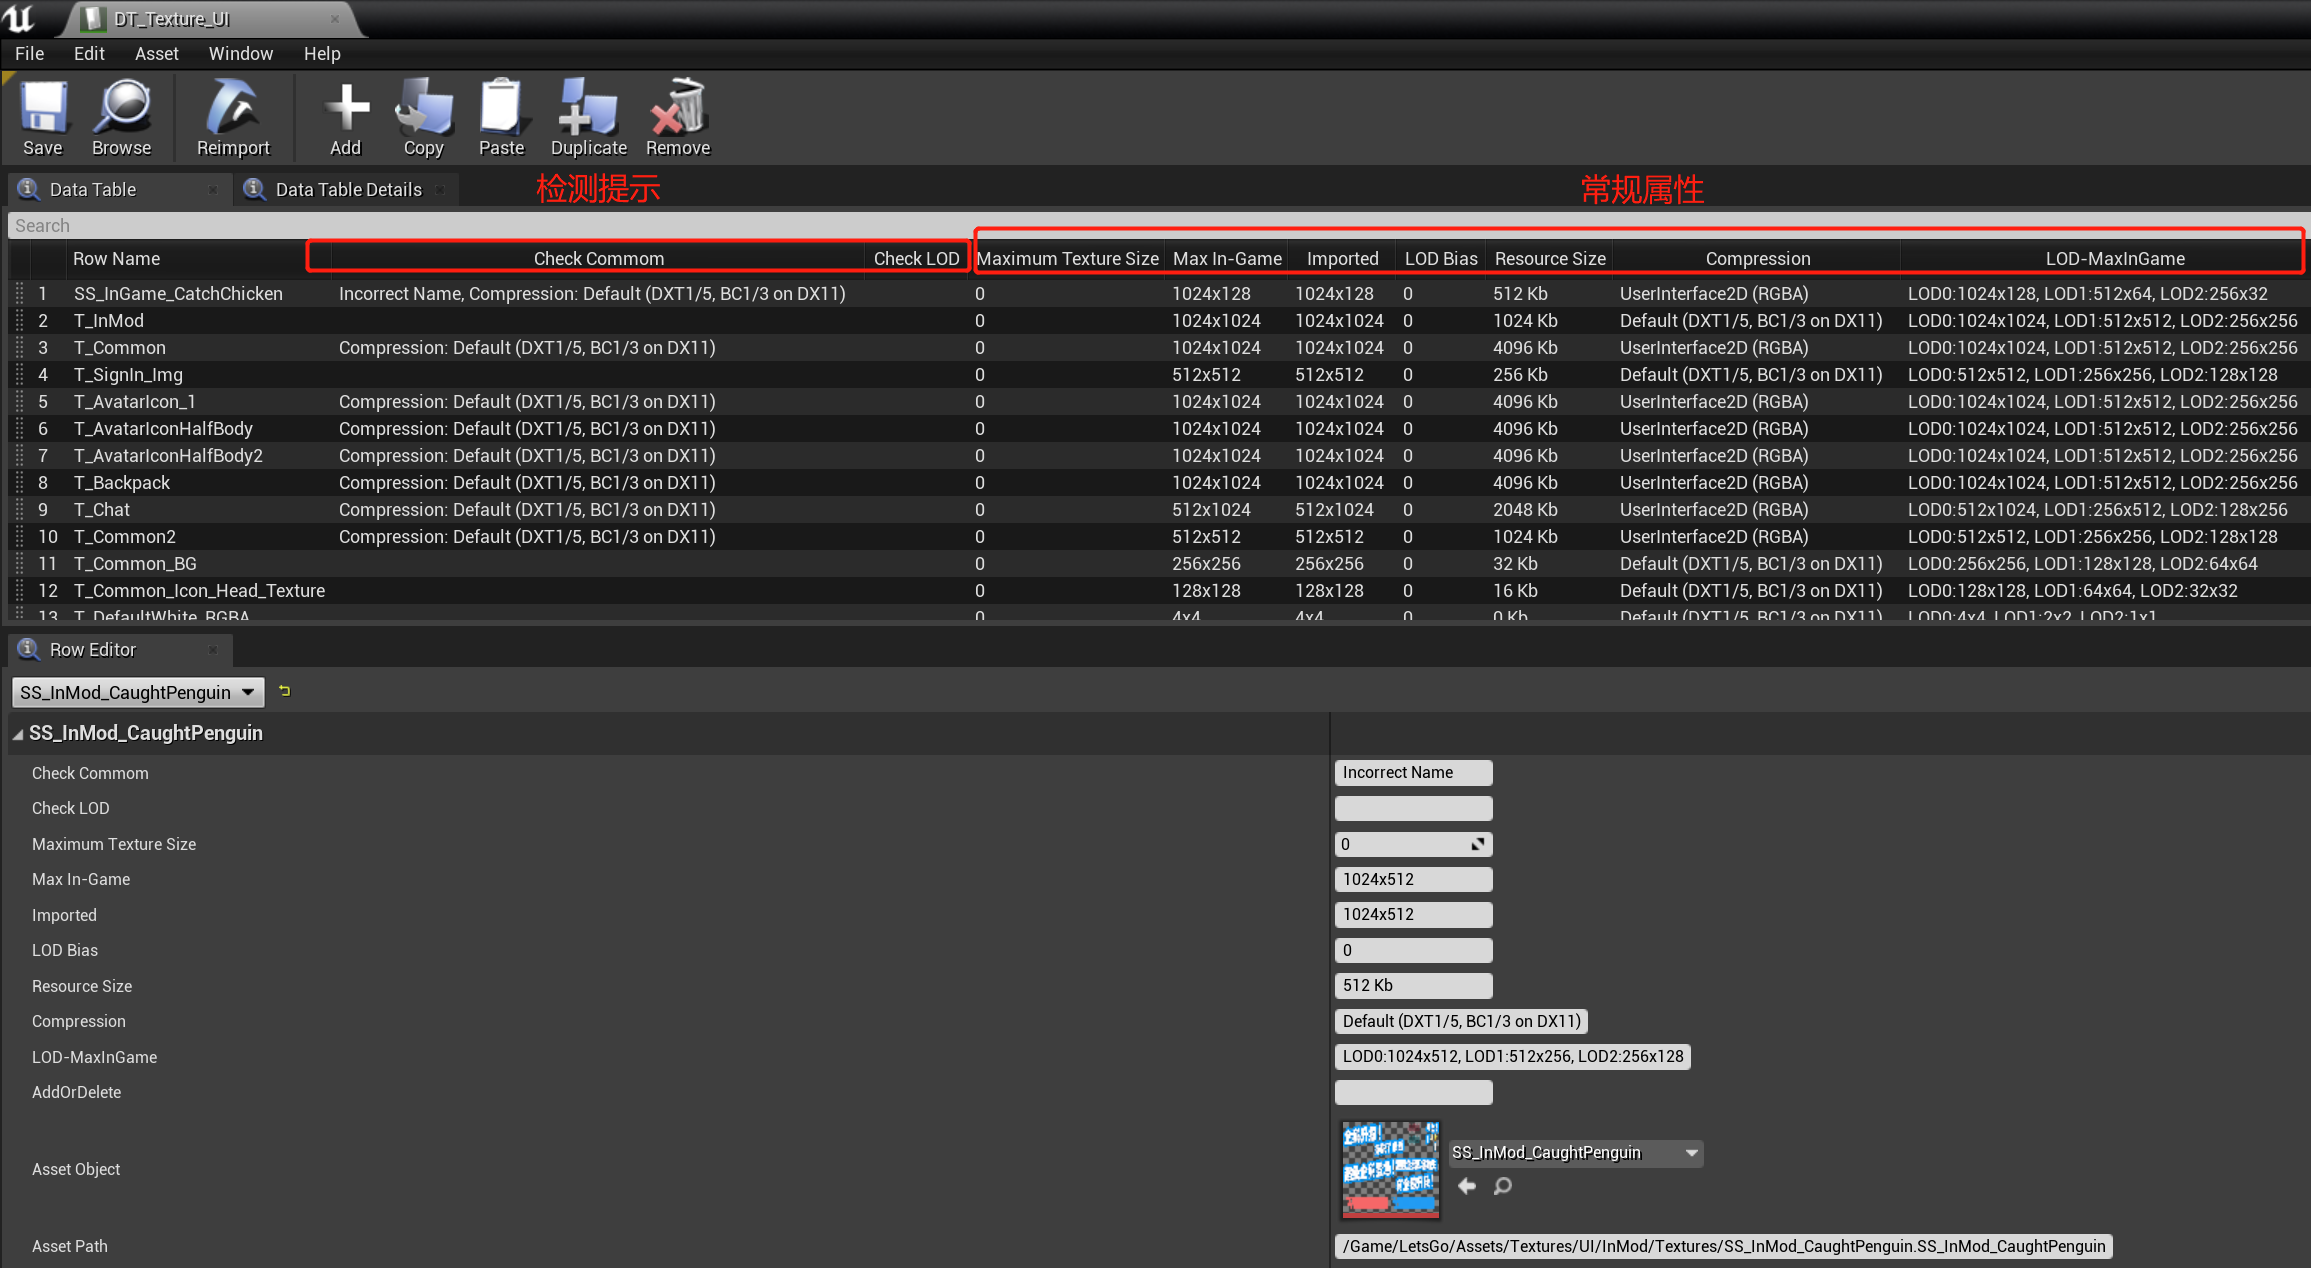 DT_Texture_UI
File Edit Asset Window Help
Save Browse Reimport Add Copy Paste Duplicate Remove
Data Table Data Table Details 检测提示 常规属性
Search
Row Name Check Commom Check LOD Maximum Texture Size Max In-Game Imported LOD Bias Resource Size Compression LOD-MaxInGame
1 SS_InGame_CatchChicken Incorrect Name, Compression: Default (DXT1/5, BC1/3 on DX11) 0 1024x128 1024x128 0 512 Kb UserInterface2D (RGBA) LOD0:1024x128, LOD1:512x64, LOD2:256x32
2 T_InMod 0 1024x1024 1024x1024 0 1024 Kb Default (DXT1/5, BC1/3 on DX11) LOD0:1024x1024, LOD1:512x512, LOD2:256x256
3 T_Common Compression: Default (DXT1/5, BC1/3 on DX11) 0 1024x1024 1024x1024 0 4096 Kb UserInterface2D (RGBA) LOD0:1024x1024, LOD1:512x512, LOD2:256x256
4 T_SignIn_Img 0 512x512 512x512 0 256 Kb Default (DXT1/5, BC1/3 on DX11) LOD0:512x512, LOD1:256x256, LOD2:128x128
5 T_AvatarIcon_1 Compression: Default (DXT1/5, BC1/3 on DX11) 0 1024x1024 1024x1024 0 4096 Kb UserInterface2D (RGBA) LOD0:1024x1024, LOD1:512x512, LOD2:256x256
6 T_AvatarIconHalfBody Compression: Default (DXT1/5, BC1/3 on DX11) 0 1024x1024 1024x1024 0 4096 Kb UserInterface2D (RGBA) LOD0:1024x1024, LOD1:512x512, LOD2:256x256
7 T_AvatarIconHalfBody2 Compression: Default (DXT1/5, BC1/3 on DX11) 0 1024x1024 1024x1024 0 4096 Kb UserInterface2D (RGBA) LOD0:1024x1024, LOD1:512x512, LOD2:256x256
8 T_Backpack Compression: Default (DXT1/5, BC1/3 on DX11) 0 1024x1024 1024x1024 0 4096 Kb UserInterface2D (RGBA) LOD0:1024x1024, LOD1:512x512, LOD2:256x256
9 T_Chat Compression: Default (DXT1/5, BC1/3 on DX11) 0 512x1024 512x1024 0 2048 Kb UserInterface2D (RGBA) LOD0:512x1024, LOD1:256x512, LOD2:128x256
10 T_Common2 Compression: Default (DXT1/5, BC1/3 on DX11) 0 512x512 512x512 0 1024 Kb UserInterface2D (RGBA) LOD0:512x512, LOD1:256x256, LOD2:128x128
11 T_Common_BG 0 256x256 256x256 0 32 Kb Default (DXT1/5, BC1/3 on DX11) LOD0:256x256, LOD1:128x128, LOD2:64x64
12 T_Common_Icon_Head_Texture 0 128x128 128x128 0 16 Kb Default (DXT1/5, BC1/3 on DX11) LOD0:128x128, LOD1:64x64, LOD2:32x32
13 T_DefaultWhite_RGBA 0 4x4 4x4 0 0 Kb Default (DXT1/5, BC1/3 on DX11) LOD0:4x4, LOD1:2x2, LOD2:1x1
Row Editor
SS_InMod_CaughtPenguin
SS_InMod_CaughtPenguin
Check Commom Incorrect Name
Check LOD
Maximum Texture Size 0
Max In-Game 1024x512
Imported 1024x512
LOD Bias 0
Resource Size 512 Kb
Compression Default (DXT1/5, BC1/3 on DX11)
LOD-MaxInGame LOD0:1024x512, LOD1:512x256, LOD2:256x128
AddOrDelete
Asset Object SS_InMod_CaughtPenguin
Asset Path /Game/LetsGo/Assets/Textures/UI/InMod/Textures/SS_InMod_CaughtPenguin.SS_InMod_CaughtPenguin